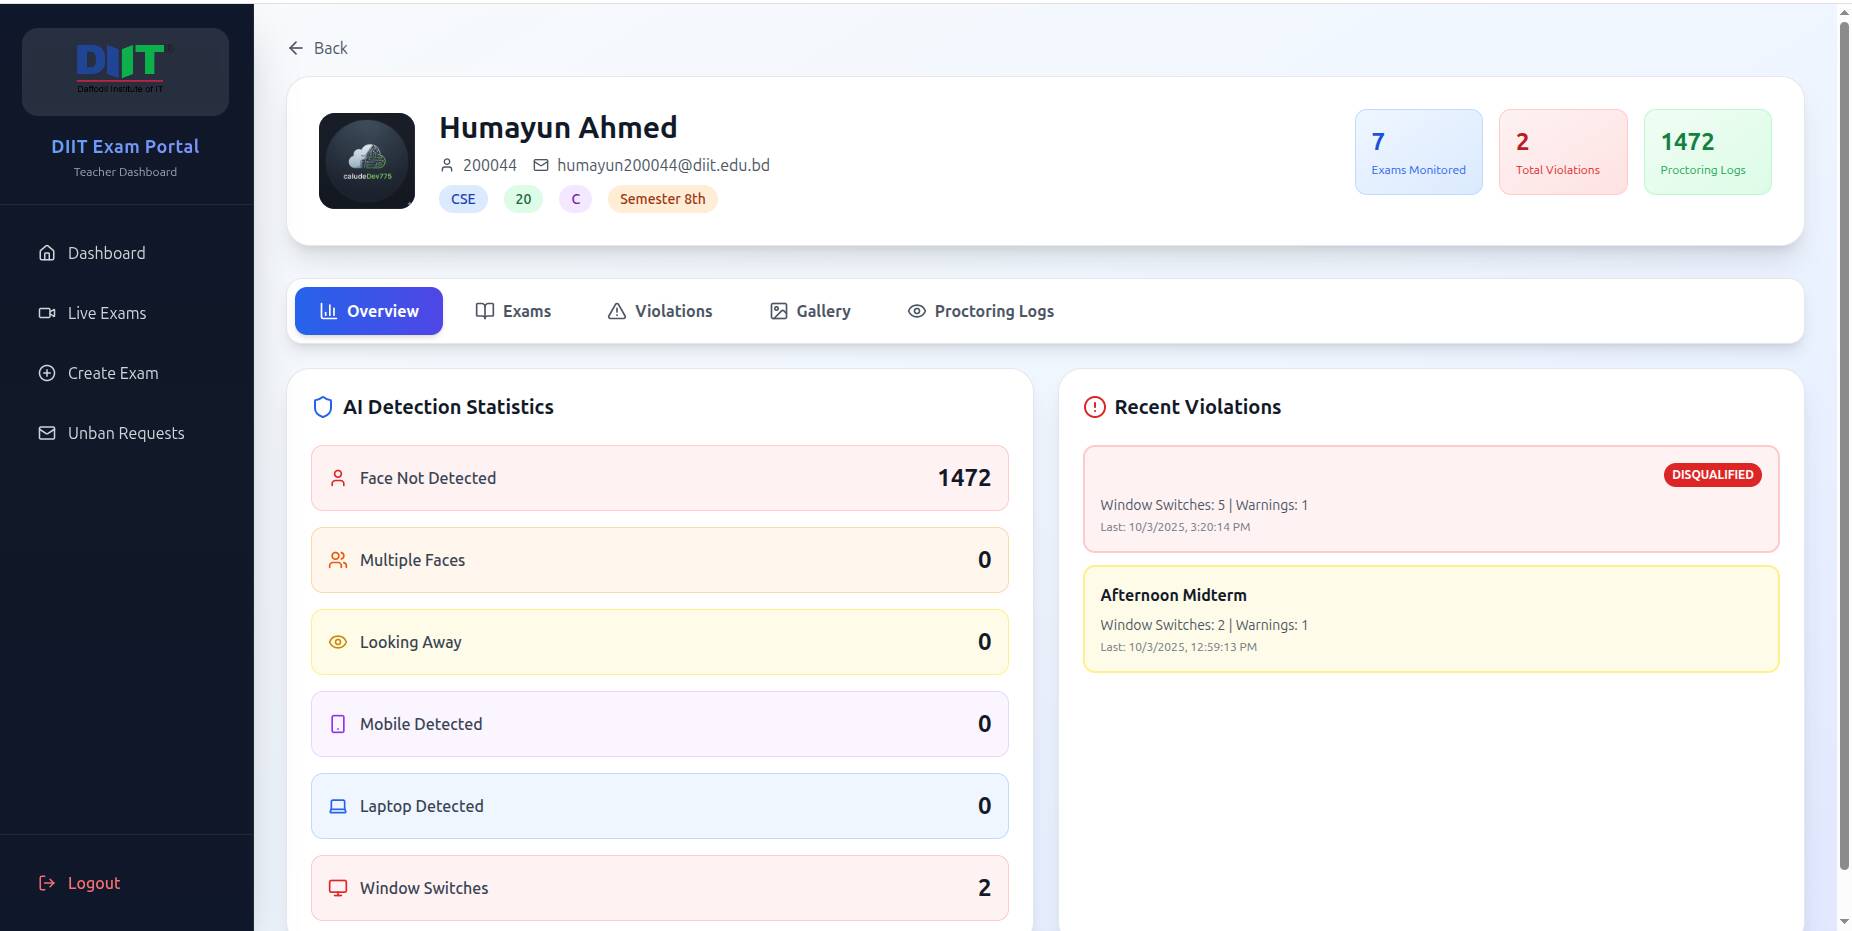 DIIT
Daffodil Institute of IT
DIIT Exam Portal
Teacher Dashboard
Dashboard
Live Exams
Create Exam
Unban Requests
Logout
Back
caludeDev775
Humayun Ahmed
200044 humayun200044@diit.edu.bd
CSE 20 C Semester 8th
7
Exams Monitored
2
Total Violations
1472
Proctoring Logs
Overview Exams Violations Gallery Proctoring Logs
AI Detection Statistics
Face Not Detected 1472
Multiple Faces 0
Looking Away 0
Mobile Detected 0
Laptop Detected 0
Window Switches 2
Recent Violations
DISQUALIFIED
Window Switches: 5 | Warnings: 1
Last: 10/3/2025, 3:20:14 PM
Afternoon Midterm
Window Switches: 2 | Warnings: 1
Last: 10/3/2025, 12:59:13 PM